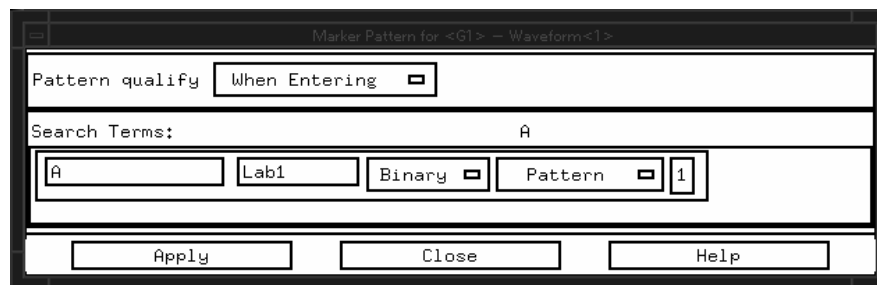 Marker Pattern for <G1> – Waveform<1>
Pattern qualify When Entering
Search Terms: A
A Lab1 Binary Pattern 1
Apply Close Help